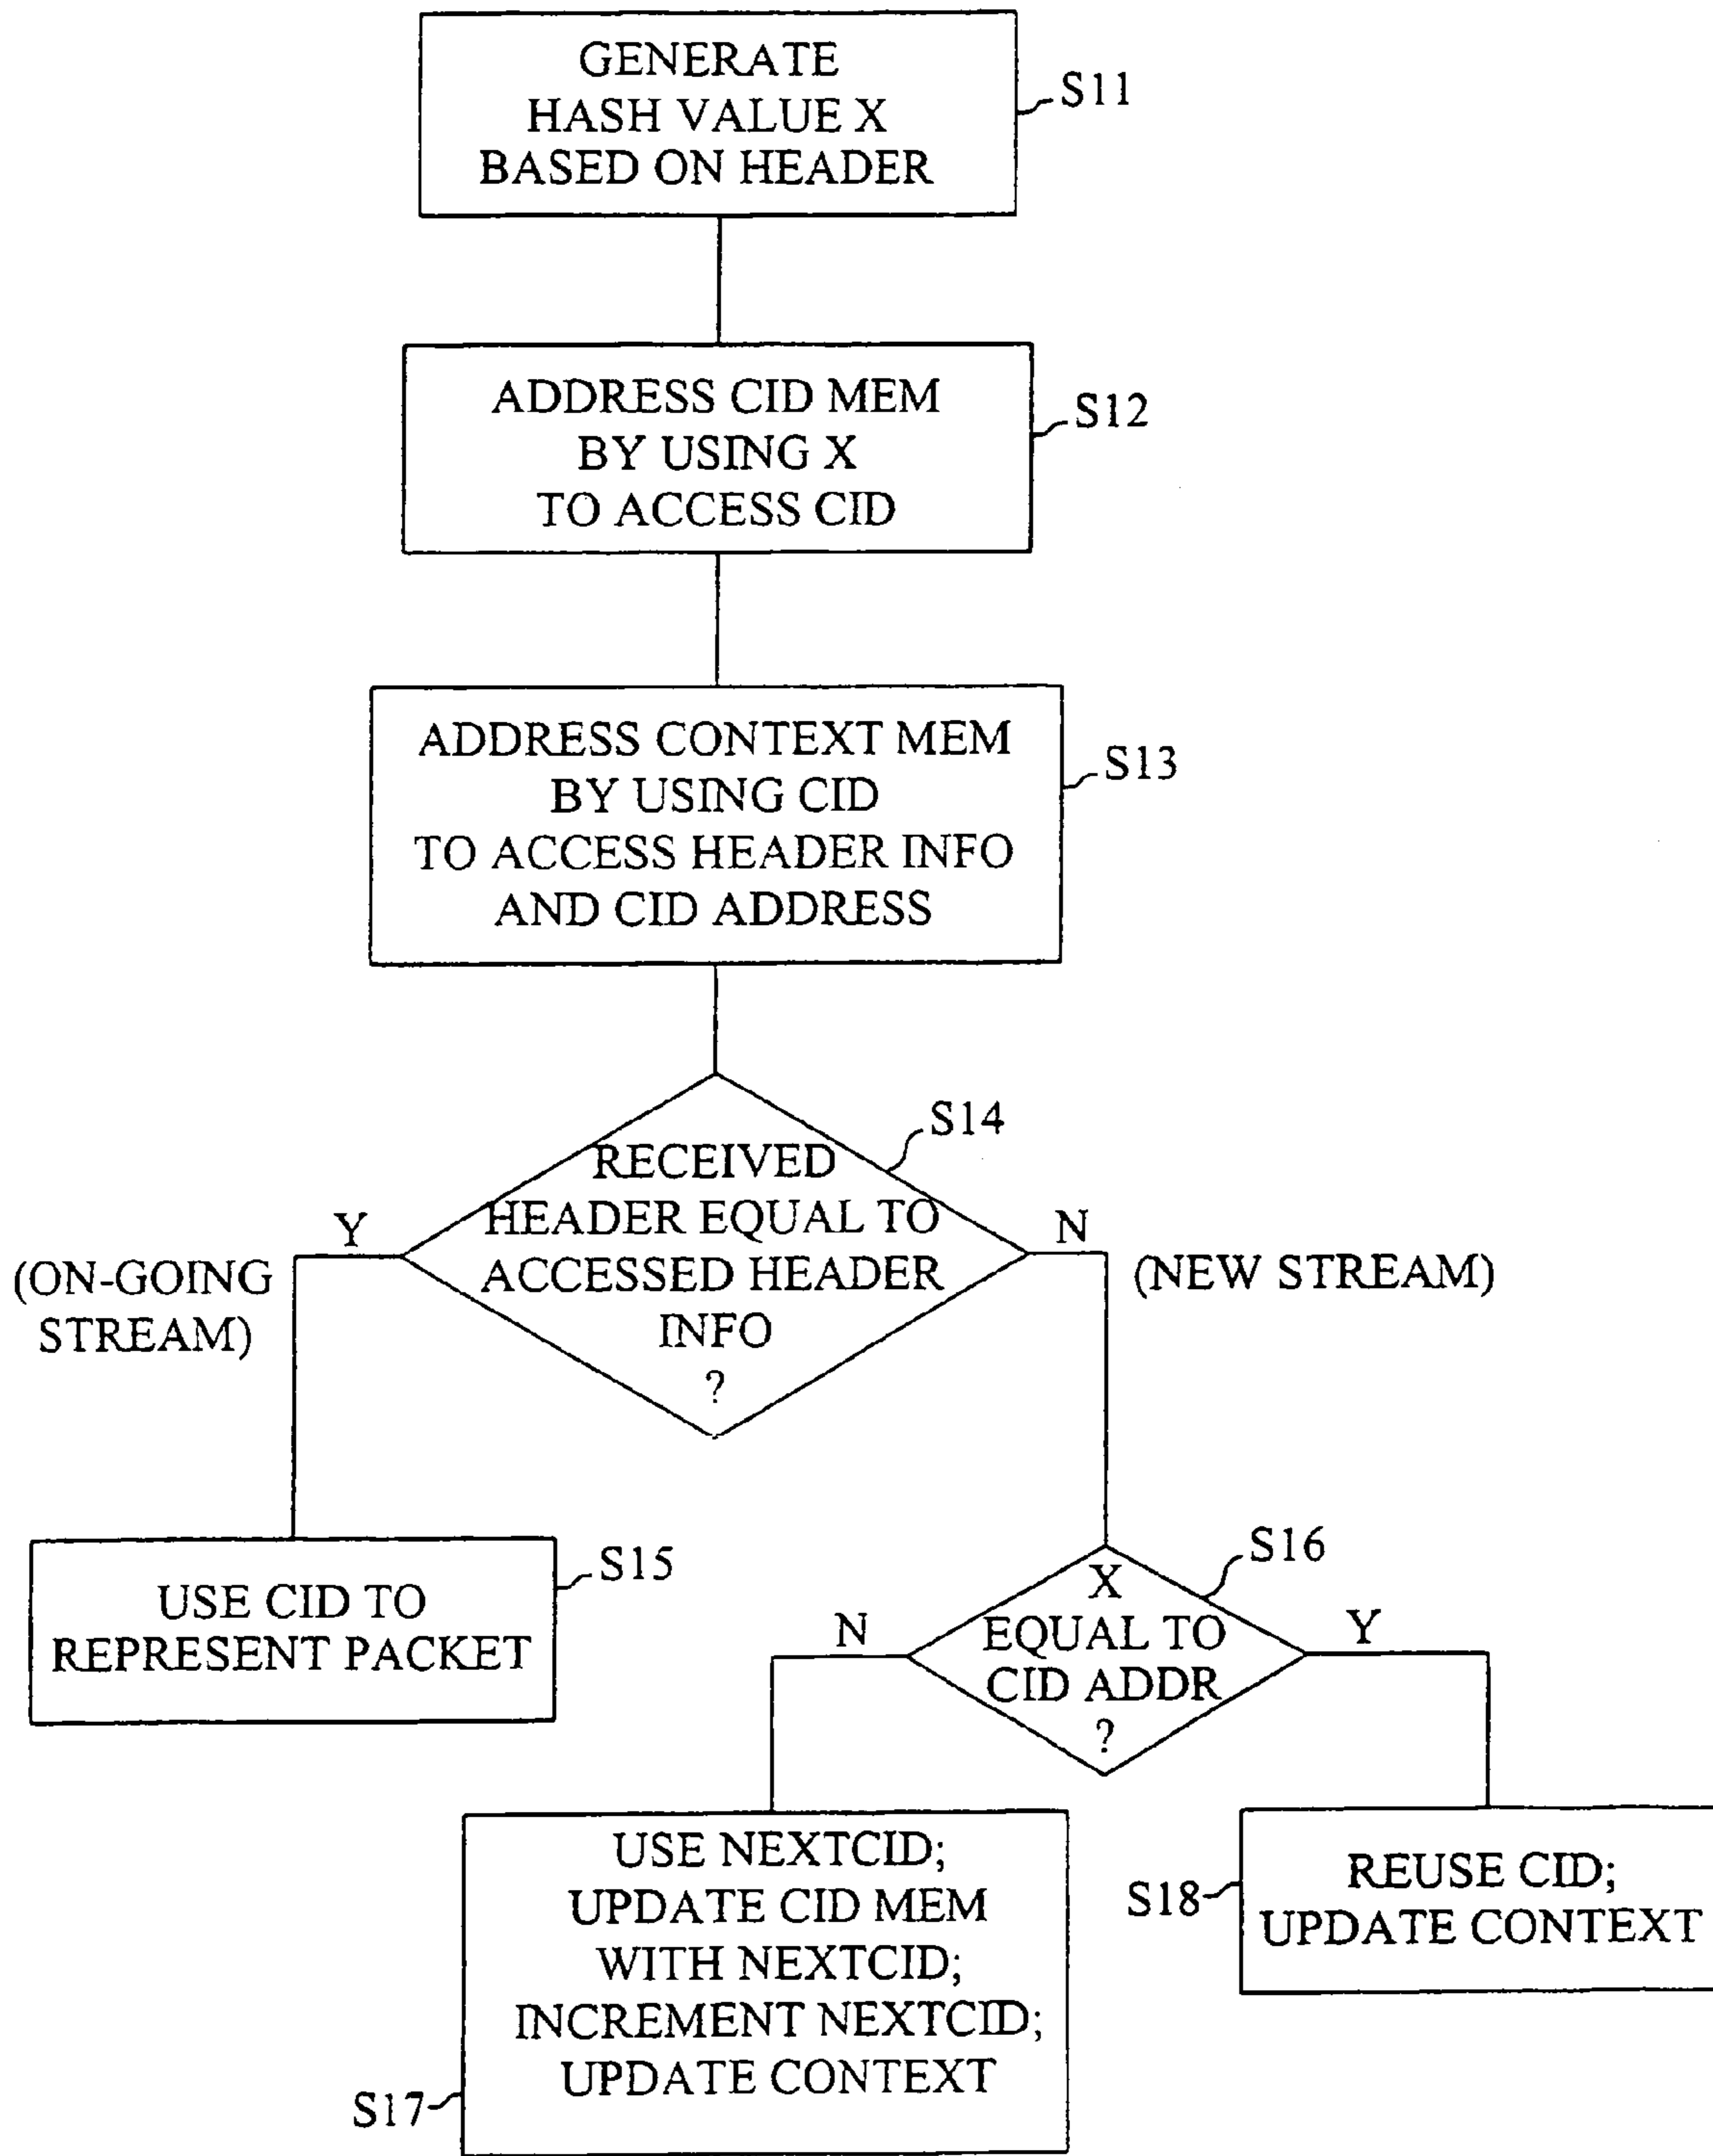 GENERATE
HASH VALUE X
BASED ON HEADER
S11
ADDRESS CID MEM
BY USING X
TO ACCESS CID
S12
ADDRESS CONTEXT MEM
BY USING CID
TO ACCESS HEADER INFO
AND CID ADDRESS
S13
RECEIVED
HEADER EQUAL TO
ACCESSED HEADER
INFO
?
S14
Y
(ON-GOING
STREAM)
N
(NEW STREAM)
USE CID TO
REPRESENT PACKET
S15
X
EQUAL TO
CID ADDR
?
S16
N
Y
USE NEXTCID;
UPDATE CID MEM
WITH NEXTCID;
INCREMENT NEXTCID;
UPDATE CONTEXT
S17
REUSE CID;
UPDATE CONTEXT
S18